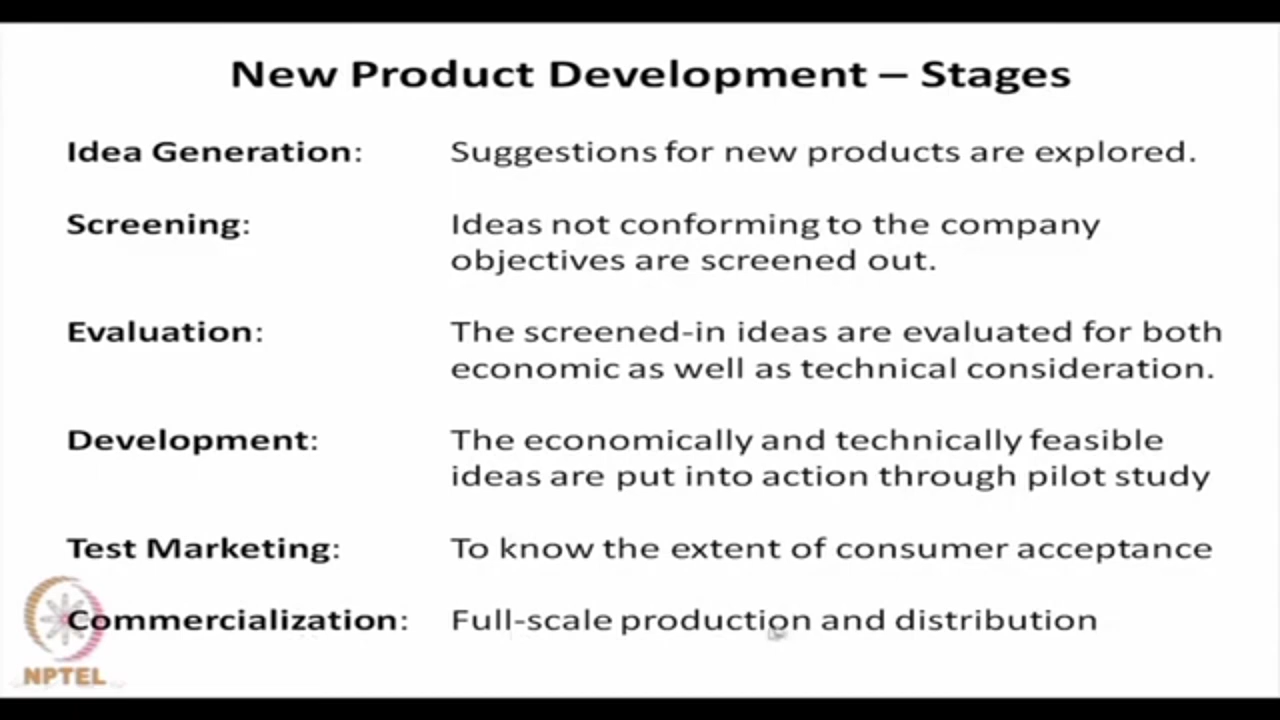 New Product Development – Stages
Idea Generation: Suggestions for new products are explored.
Screening: Ideas not conforming to the company
objectives are screened out.
Evaluation: The screened-in ideas are evaluated for both
economic as well as technical consideration.
Development: The economically and technically feasible
ideas are put into action through pilot study
Test Marketing: To know the extent of consumer acceptance
Commercialization: Full-scale production and distribution
NPTEL